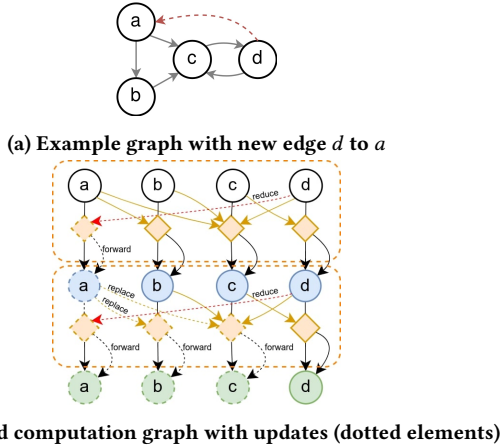 a
c
d
b
(a) Example graph with new edge d to a
a b c d
reduce
forward
a b c d
replace
replace
reduce
forward forward forward
a b c d
d computation graph with updates (dotted elements)